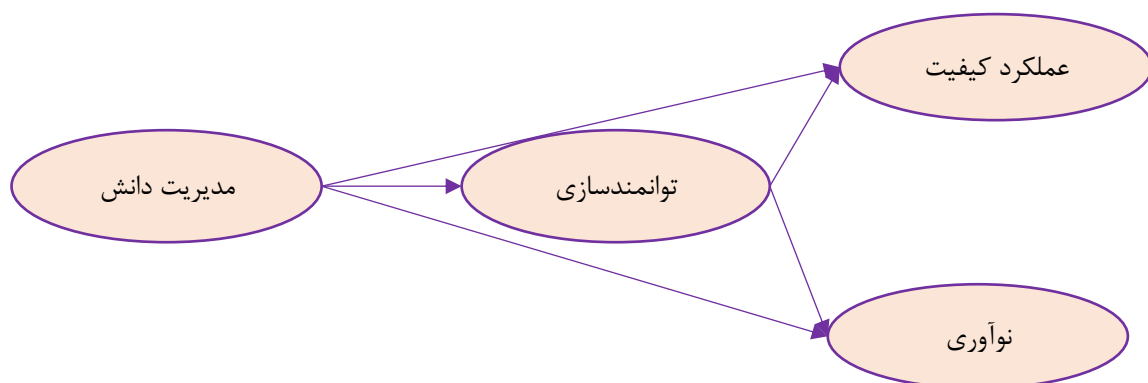 عملکرد کیفیت
مدیریت دانش
توانمندسازی
نوآوری